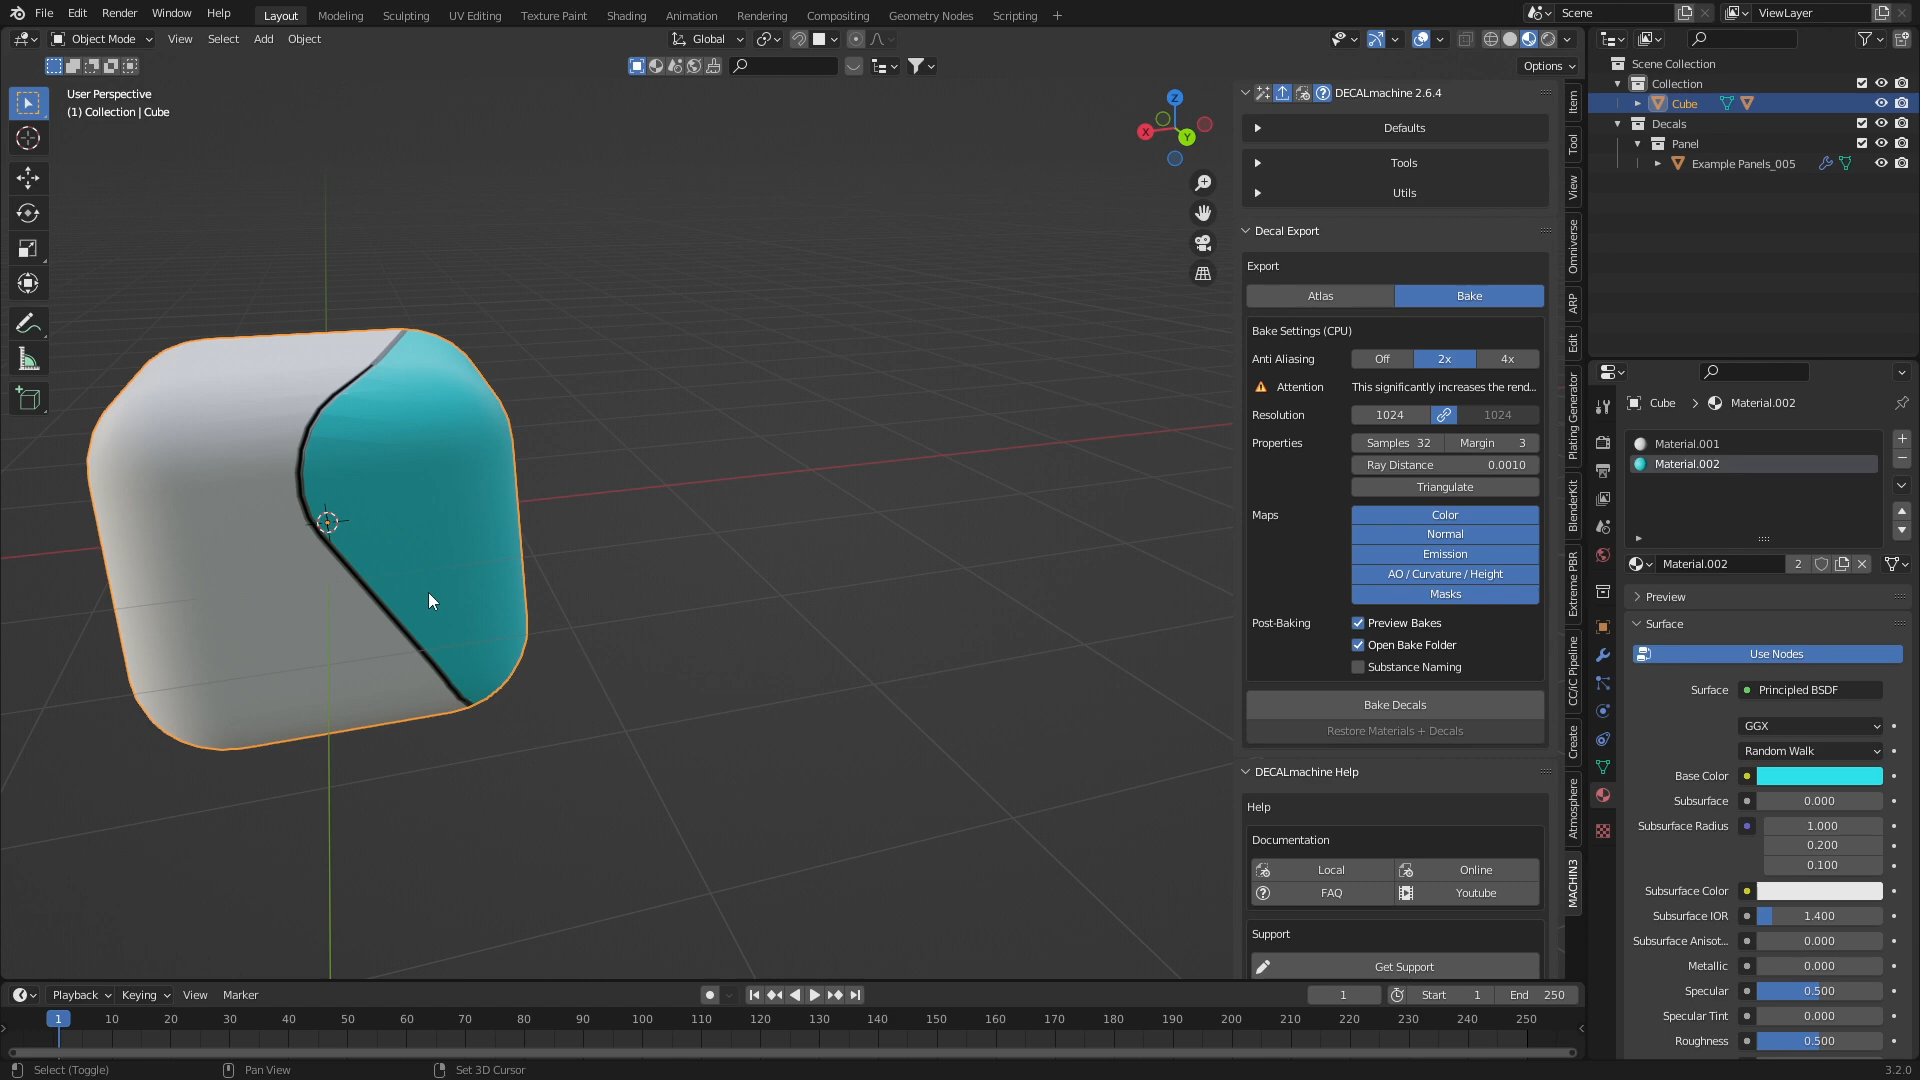 File Edit Render Window Help Layout Modeling Sculpting UV Editing Texture Paint Shading Animation Rendering Compositing Geometry Nodes Scripting + Scene ViewLayer
Object Mode View Select Add Object Global
Options
User Perspective
(1) Collection | Cube
Z
X
Y
DECALmachine 2.6.4
Defaults
Tools
Utils
Decal Export
Export
Atlas Bake
Bake Settings (CPU)
Anti Aliasing Off 2x 4x
Attention This significantly increases the rend...
Resolution 1024 1024
Properties Samples 32 Margin 3
Ray Distance 0.0010
Triangulate
Maps Color
Normal
Emission
AO / Curvature / Height
Masks
Post-Baking Preview Bakes
Open Bake Folder
Substance Naming
Bake Decals
Restore Materials + Decals
DECALmachine Help
Help
Documentation
Local Online
FAQ Youtube
Support
Get Support
Item
Tool
View
Omniverse
ARP
Edit
Plating Generator
BlenderKit
Extreme PBR
CC/iC Pipeline
Create
Atmosphere
MACHIN3
Scene Collection
Collection
Cube
Decals
Panel
Example Panels_005
Cube > Material.002
Material.001
Material.002
Material.002 2
Preview
Surface
Use Nodes
Surface Principled BSDF
GGX
Random Walk
Base Color
Subsurface 0.000
Subsurface Radius 1.000
0.200
0.100
Subsurface Color
Subsurface IOR 1.400
Subsurface Anisot... 0.000
Metallic 0.000
Specular 0.500
Specular Tint 0.000
Roughness 0.500
Playback Keying View Marker 1 Start 1 End 250
1 10 20 30 40 50 60 70 80 90 100 110 120 130 140 150 160 170 180 190 200 210 220 230 240 250
Select (Toggle) Pan View Set 3D Cursor 3.2.0